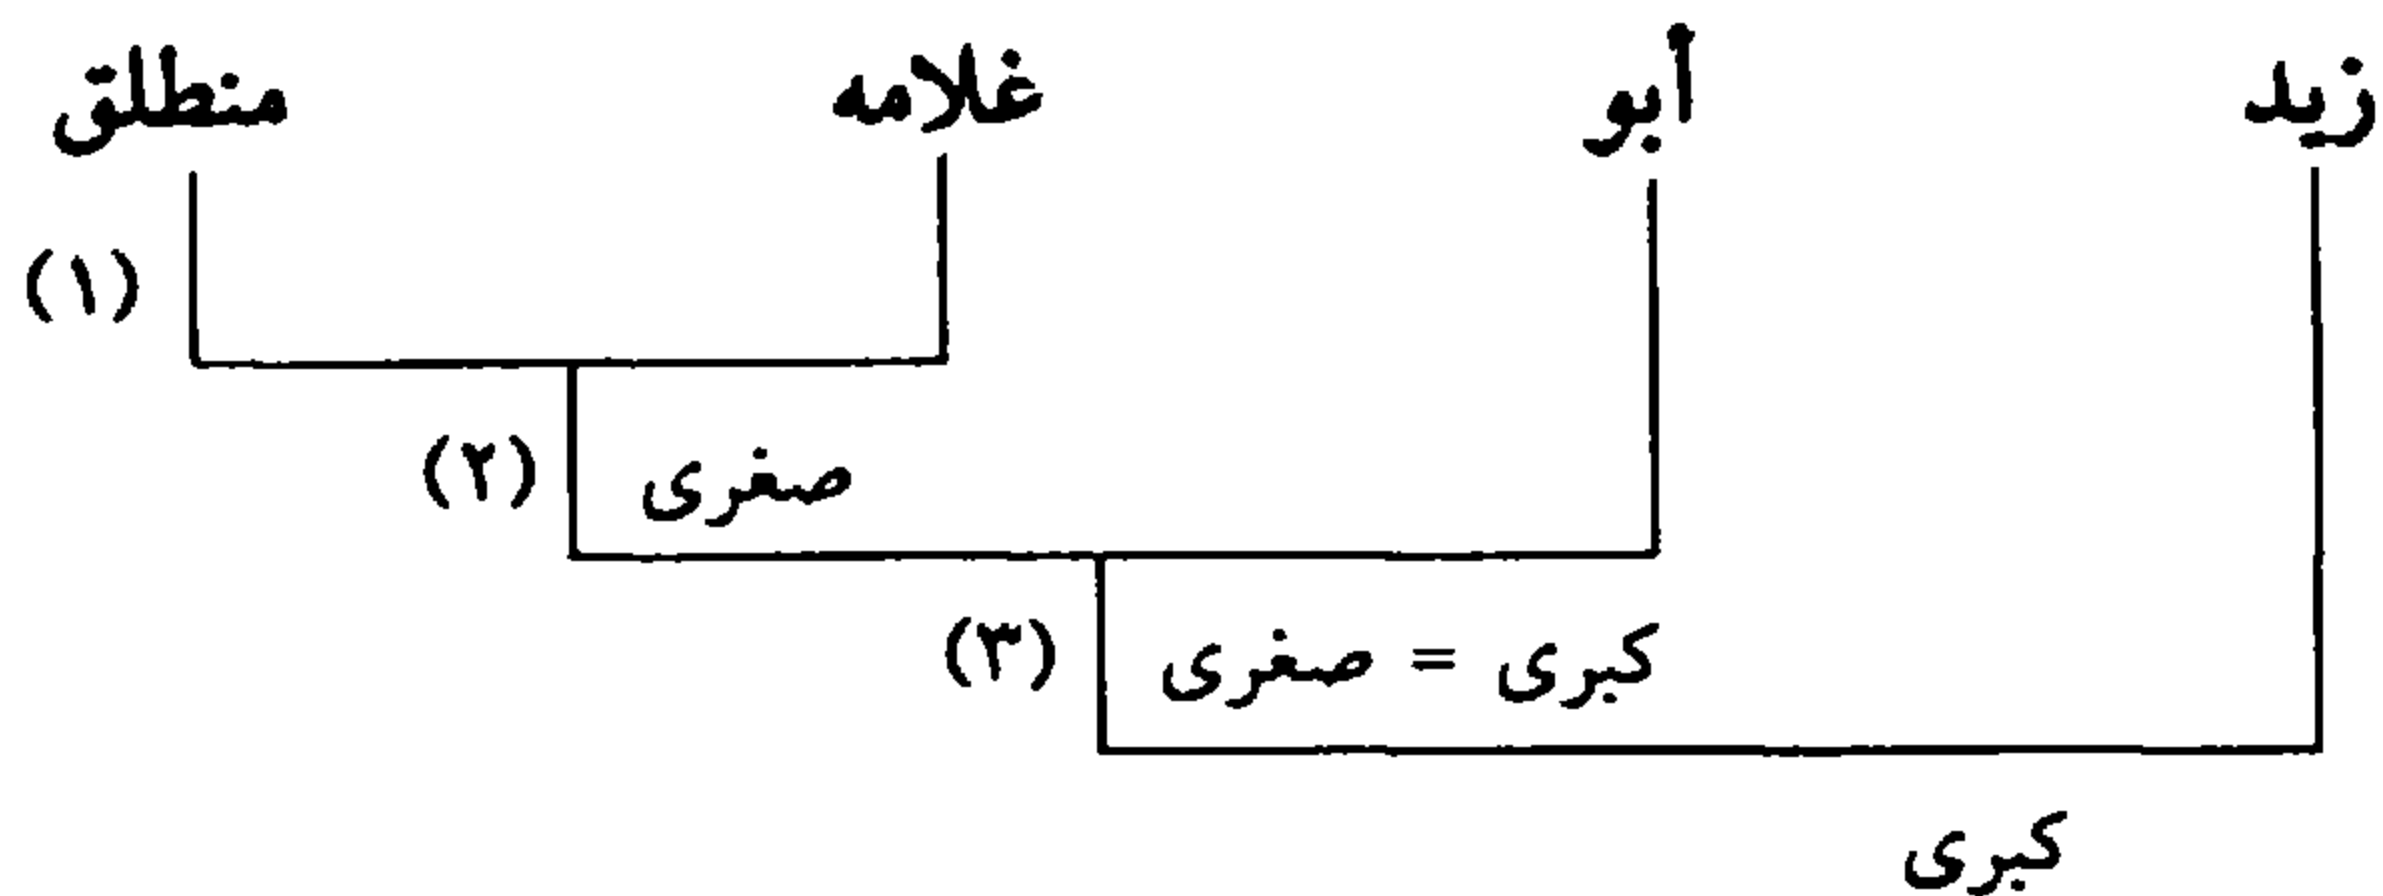 زيد أبو غلامه منطلق
(١)
صغرى (٢)
كبرى = صغرى (٣)
كبرى